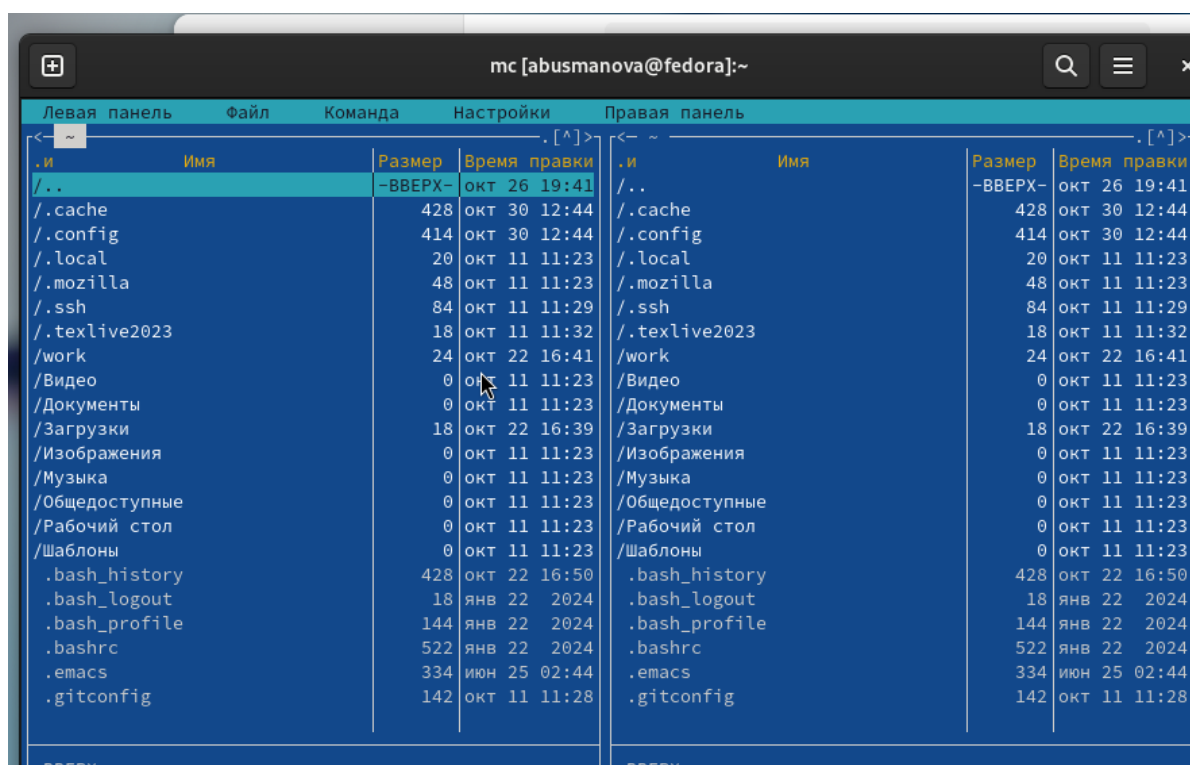 mc [abusmanova@fedora]:~
Левая панель Файл Команда Настройки Правая панель
<— ~ .[^]> <— ~ .[^]>
.и Имя Размер Время правки .и Имя Размер Время правки
/.. -ВВЕРХ- окт 26 19:41 /.. -ВВЕРХ- окт 26 19:41
/.cache 428 окт 30 12:44 /.cache 428 окт 30 12:44
/.config 414 окт 30 12:44 /.config 414 окт 30 12:44
/.local 20 окт 11 11:23 /.local 20 окт 11 11:23
/.mozilla 48 окт 11 11:23 /.mozilla 48 окт 11 11:23
/.ssh 84 окт 11 11:29 /.ssh 84 окт 11 11:29
/.texlive2023 18 окт 11 11:32 /.texlive2023 18 окт 11 11:32
/work 24 окт 22 16:41 /work 24 окт 22 16:41
/Видео 0 окт 11 11:23 /Видео 0 окт 11 11:23
/Документы 0 окт 11 11:23 /Документы 0 окт 11 11:23
/Загрузки 18 окт 22 16:39 /Загрузки 18 окт 22 16:39
/Изображения 0 окт 11 11:23 /Изображения 0 окт 11 11:23
/Музыка 0 окт 11 11:23 /Музыка 0 окт 11 11:23
/Общедоступные 0 окт 11 11:23 /Общедоступные 0 окт 11 11:23
/Рабочий стол 0 окт 11 11:23 /Рабочий стол 0 окт 11 11:23
/Шаблоны 0 окт 11 11:23 /Шаблоны 0 окт 11 11:23
.bash_history 428 окт 22 16:50 .bash_history 428 окт 22 16:50
.bash_logout 18 янв 22 2024 .bash_logout 18 янв 22 2024
.bash_profile 144 янв 22 2024 .bash_profile 144 янв 22 2024
.bashrc 522 янв 22 2024 .bashrc 522 янв 22 2024
.emacs 334 июн 25 02:44 .emacs 334 июн 25 02:44
.gitconfig 142 окт 11 11:28 .gitconfig 142 окт 11 11:28